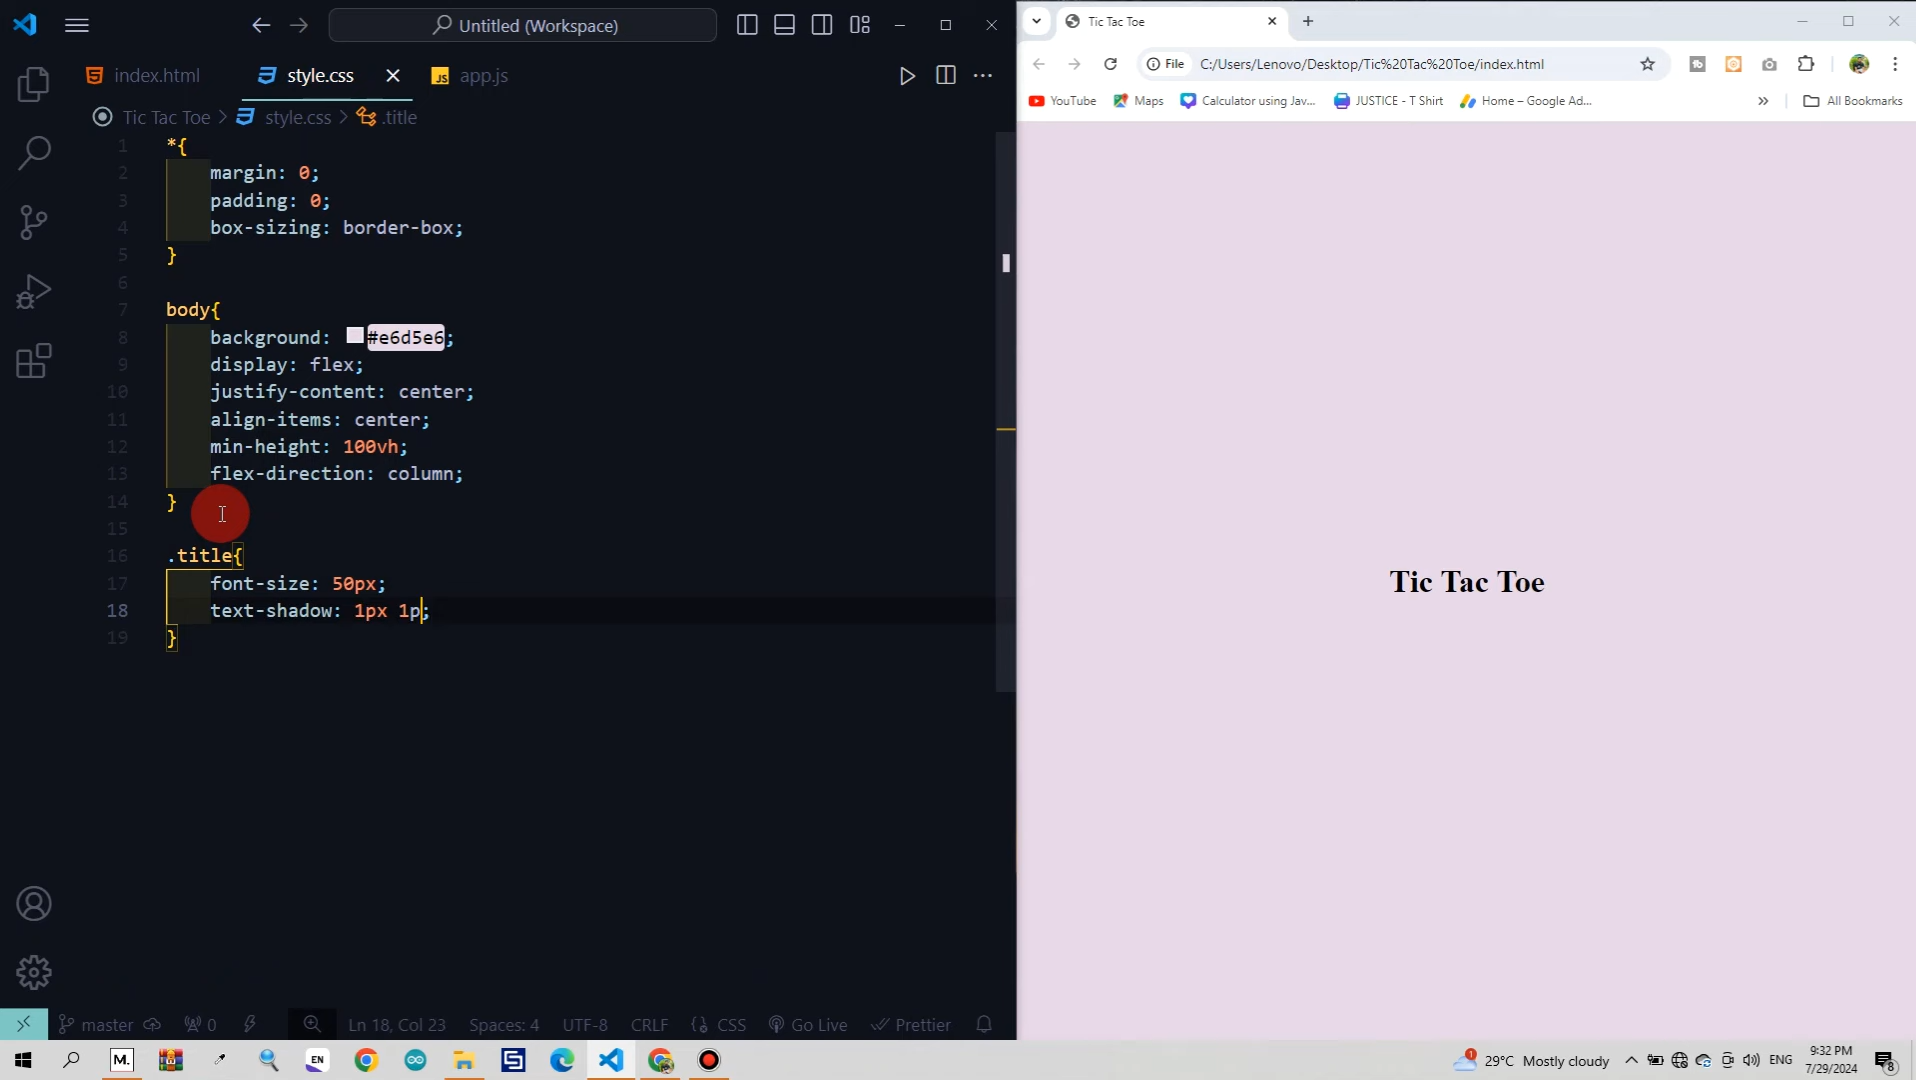 Untitled (Workspace)
index.html
style.css
JS app.js
Tic Tac Toe > style.css > .title
1 *{
2 margin: 0;
3 padding: 0;
4 box-sizing: border-box;
5 }
6
7 body{
8 background: #e6d5e6;
9 display: flex;
10 justify-content: center;
11 align-items: center;
12 min-height: 100vh;
13 flex-direction: column;
14 }
15
16 .title{
17 font-size: 50px;
18 text-shadow: 1px 1p;
19 }
master 0 Ln 18, Col 23 Spaces: 4 UTF-8 CRLF {} CSS Go Live Prettier
Tic Tac Toe
File C:/Users/Lenovo/Desktop/Tic%20Tac%20Toe/index.html
YouTube Maps Calculator using Jav... JUSTICE - T Shirt Home – Google Ad... » All Bookmarks
Tic Tac Toe
M. EN 1 29°C Mostly cloudy ENG 9:32 PM
7/29/2024 8